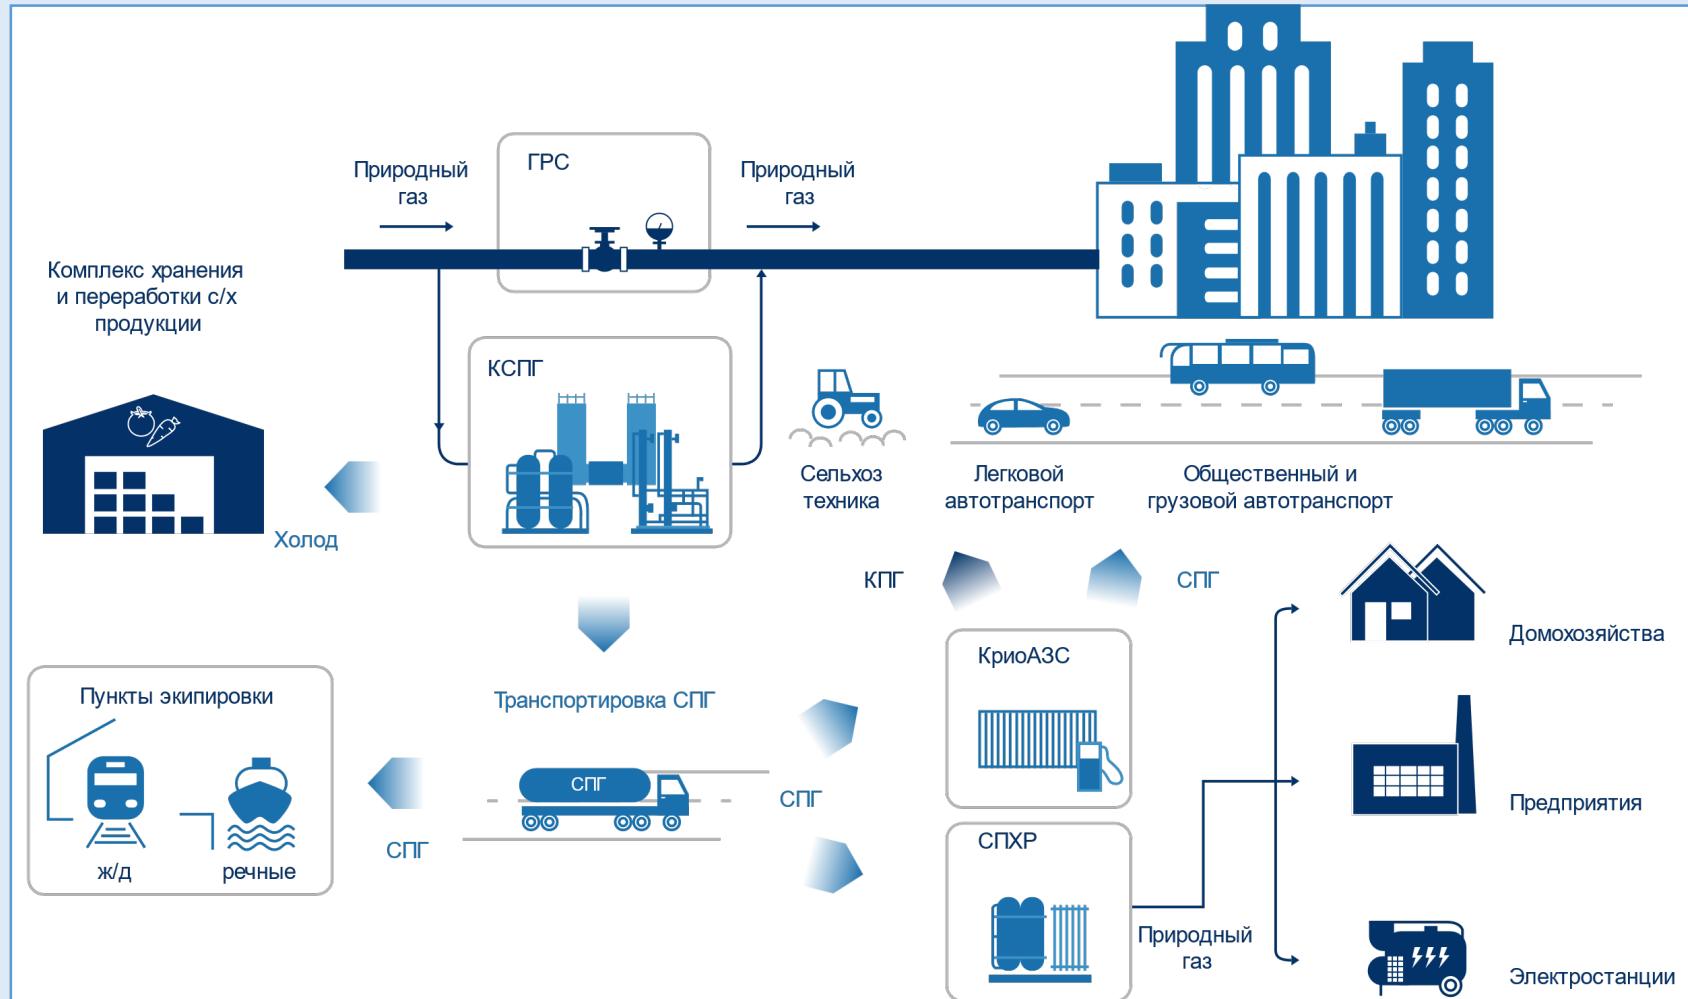 Природный
газ
ГРС
Природный
газ
Комплекс хранения
и переработки с/х
продукции
КСПГ
Холод
Сельхоз
техника
Легковой
автотранспорт
Общественный и
грузовой автотранспорт
КПГ
СПГ
Домохозяйства
КриоАЗС
Пункты экипировки
ж/д
речные
Транспортировка СПГ
СПГ
СПГ
СПГ
Предприятия
СПХР
Природный
газ
Электростанции